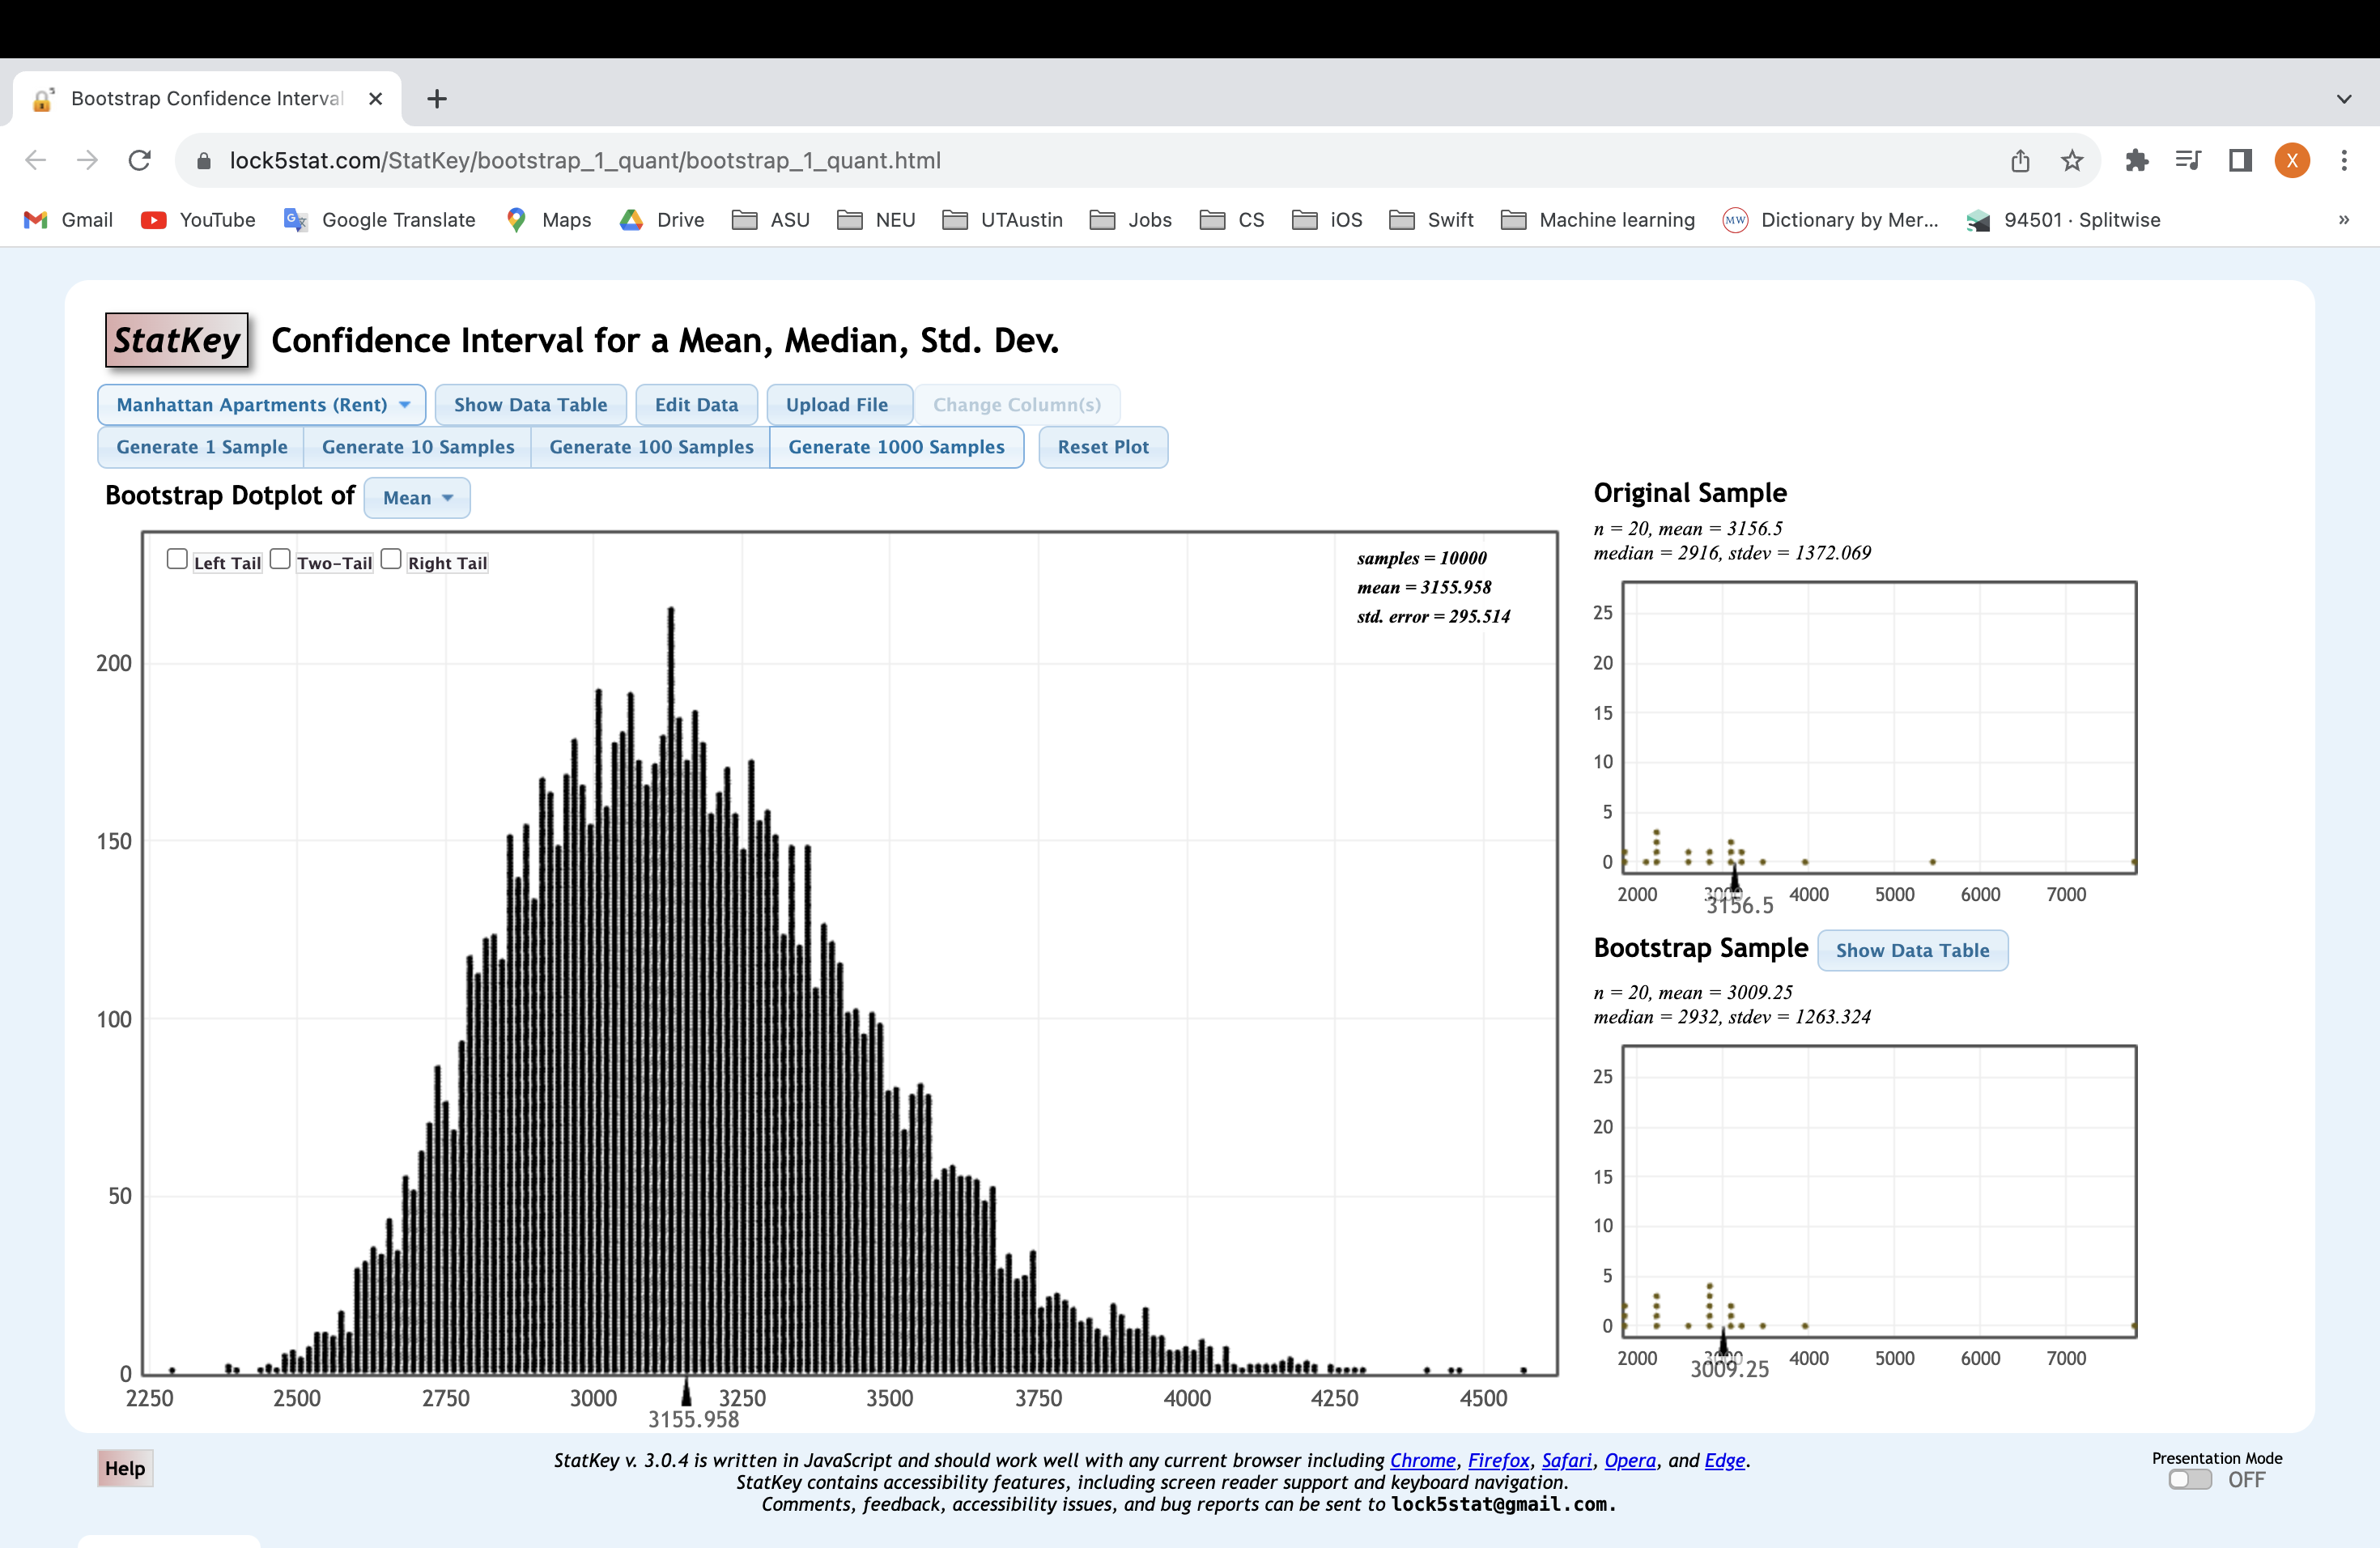 Bootstrap Confidence Interval
lock5stat.com/StatKey/bootstrap_1_quant/bootstrap_1_quant.html
X
Gmail YouTube Google Translate Maps Drive ASU NEU UTAustin Jobs CS iOS Swift Machine learning MW Dictionary by Mer... 94501 · Splitwise »
StatKey Confidence Interval for a Mean, Median, Std. Dev.
Manhattan Apartments (Rent) Show Data Table Edit Data Upload File Change Column(s)
Generate 1 Sample Generate 10 Samples Generate 100 Samples Generate 1000 Samples Reset Plot
Bootstrap Dotplot of Mean
Left Tail Two-Tail Right Tail
samples = 10000
mean = 3155.958
std. error = 295.514
200
150
100
50
0
2250 2500 2750 3000 3250 3500 3750 4000 4250 4500
3155.958
Original Sample
n = 20, mean = 3156.5
median = 2916, stdev = 1372.069
25
20
15
10
5
0
2000 3000 4000 5000 6000 7000
3156.5
Bootstrap Sample Show Data Table
n = 20, mean = 3009.25
median = 2932, stdev = 1263.324
25
20
15
10
5
0
2000 3000 4000 5000 6000 7000
3009.25
Help
StatKey v. 3.0.4 is written in JavaScript and should work well with any current browser including Chrome, Firefox, Safari, Opera, and Edge.
StatKey contains accessibility features, including screen reader support and keyboard navigation.
Comments, feedback, accessibility issues, and bug reports can be sent to lock5stat@gmail.com.
Presentation Mode
OFF